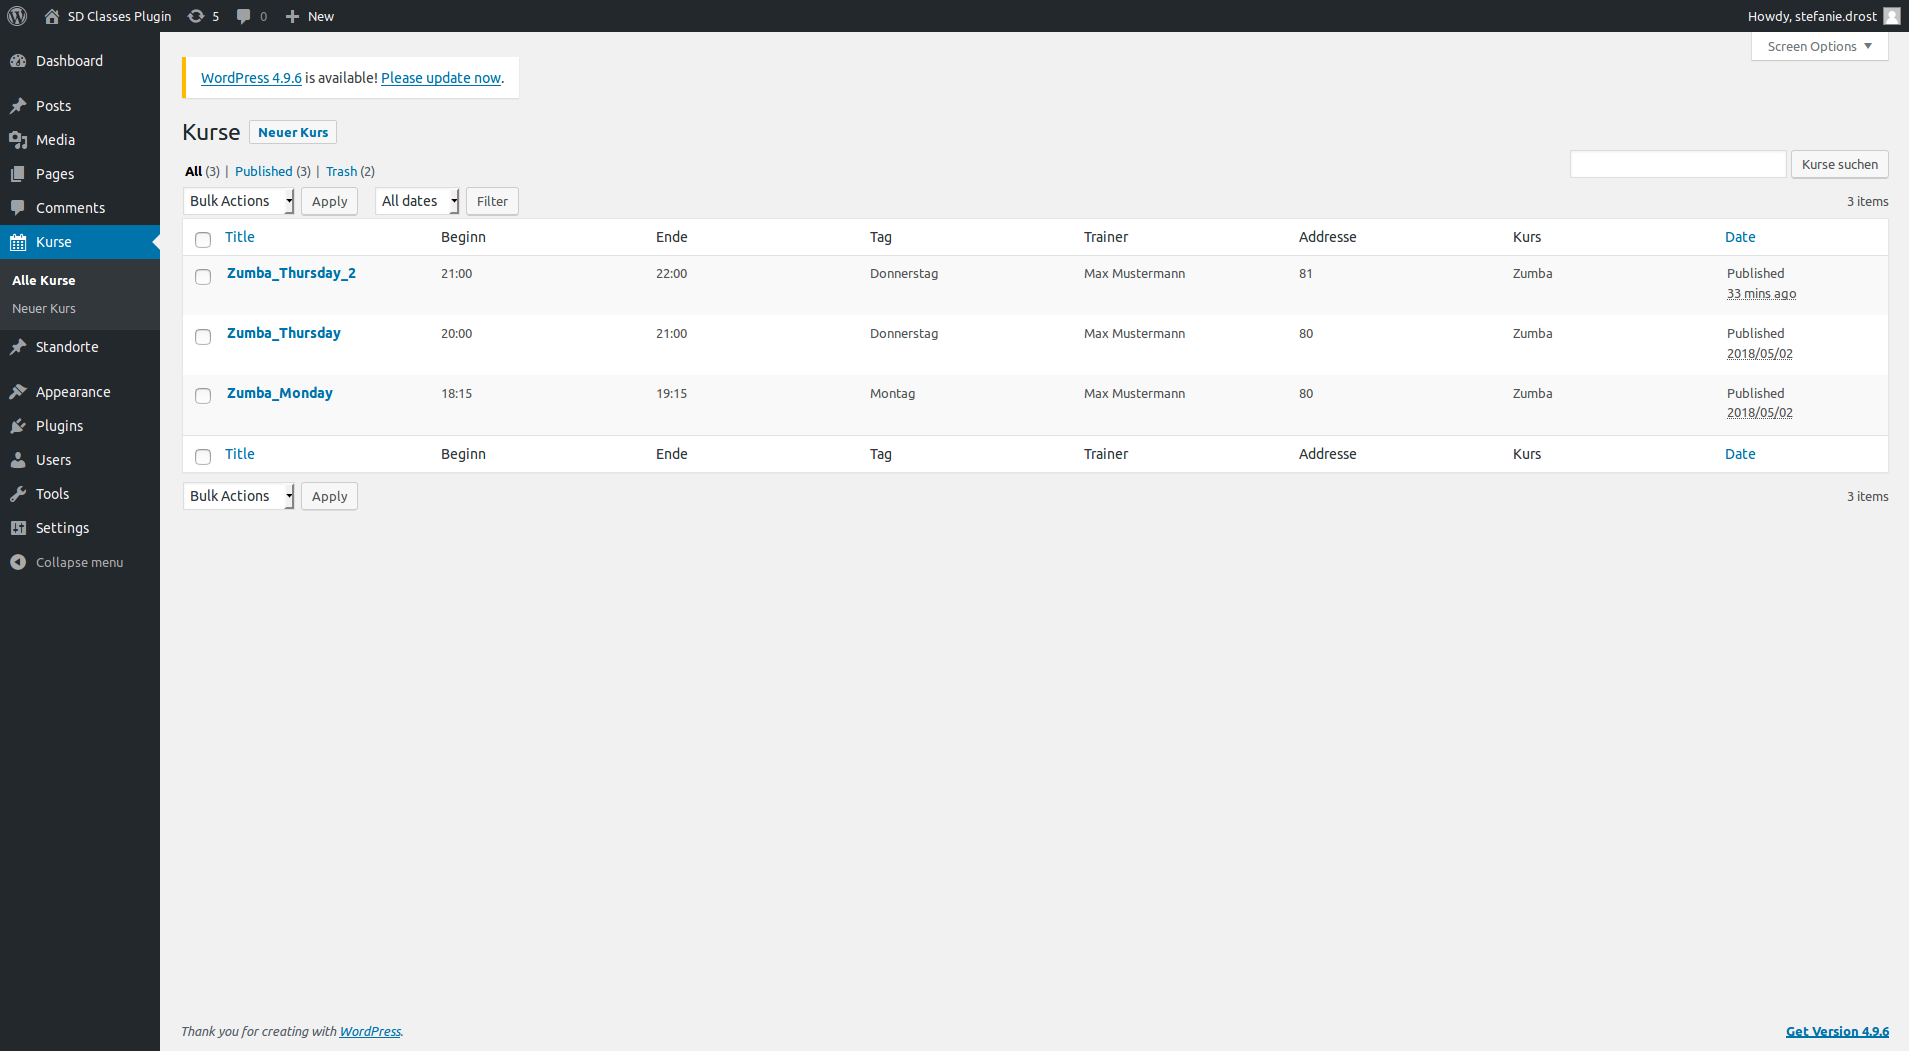 SD Classes Plugin 5 0 New Howdy, stefanie.drost
Screen Options
Dashboard
Posts
Media
Pages
Comments
Kurse
Alle Kurse
Neuer Kurs
Standorte
Appearance
Plugins
Users
Tools
Settings
Collapse menu
WordPress 4.9.6 is available! Please update now.
Kurse Neuer Kurs
All (3) | Published (3) | Trash (2)
Kurse suchen
Bulk Actions Apply All dates Filter 3 items
Title Beginn Ende Tag Trainer Addresse Kurs Date
Zumba_Thursday_2 21:00 22:00 Donnerstag Max Mustermann 81 Zumba Published
33 mins ago
Zumba_Thursday 20:00 21:00 Donnerstag Max Mustermann 80 Zumba Published
2018/05/02
Zumba_Monday 18:15 19:15 Montag Max Mustermann 80 Zumba Published
2018/05/02
Title Beginn Ende Tag Trainer Addresse Kurs Date
Bulk Actions Apply 3 items
Thank you for creating with WordPress. Get Version 4.9.6